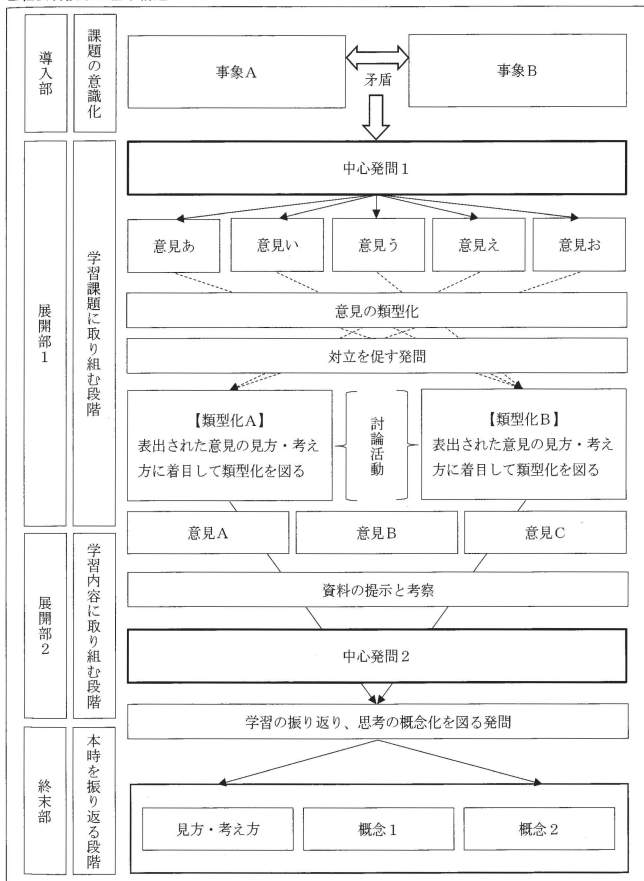 導入部
課題の意識化
事象A
矛盾
事象B
展開部1
学習課題に取り組む段階
中心発問1
意見あ
意見い
意見う
意見え
意見お
意見の類型化
対立を促す発問
【類型化A】
表出された意見の見方・考え
方に着目して類型化を図る
討論活動
【類型化B】
表出された意見の見方・考え
方に着目して類型化を図る
意見A
意見B
意見C
展開部2
学習内容に取り組む段階
資料の提示と考察
中心発問2
学習の振り返り、思考の概念化を図る発問
終末部
本時を振り返る段階
見方・考え方
概念1
概念2